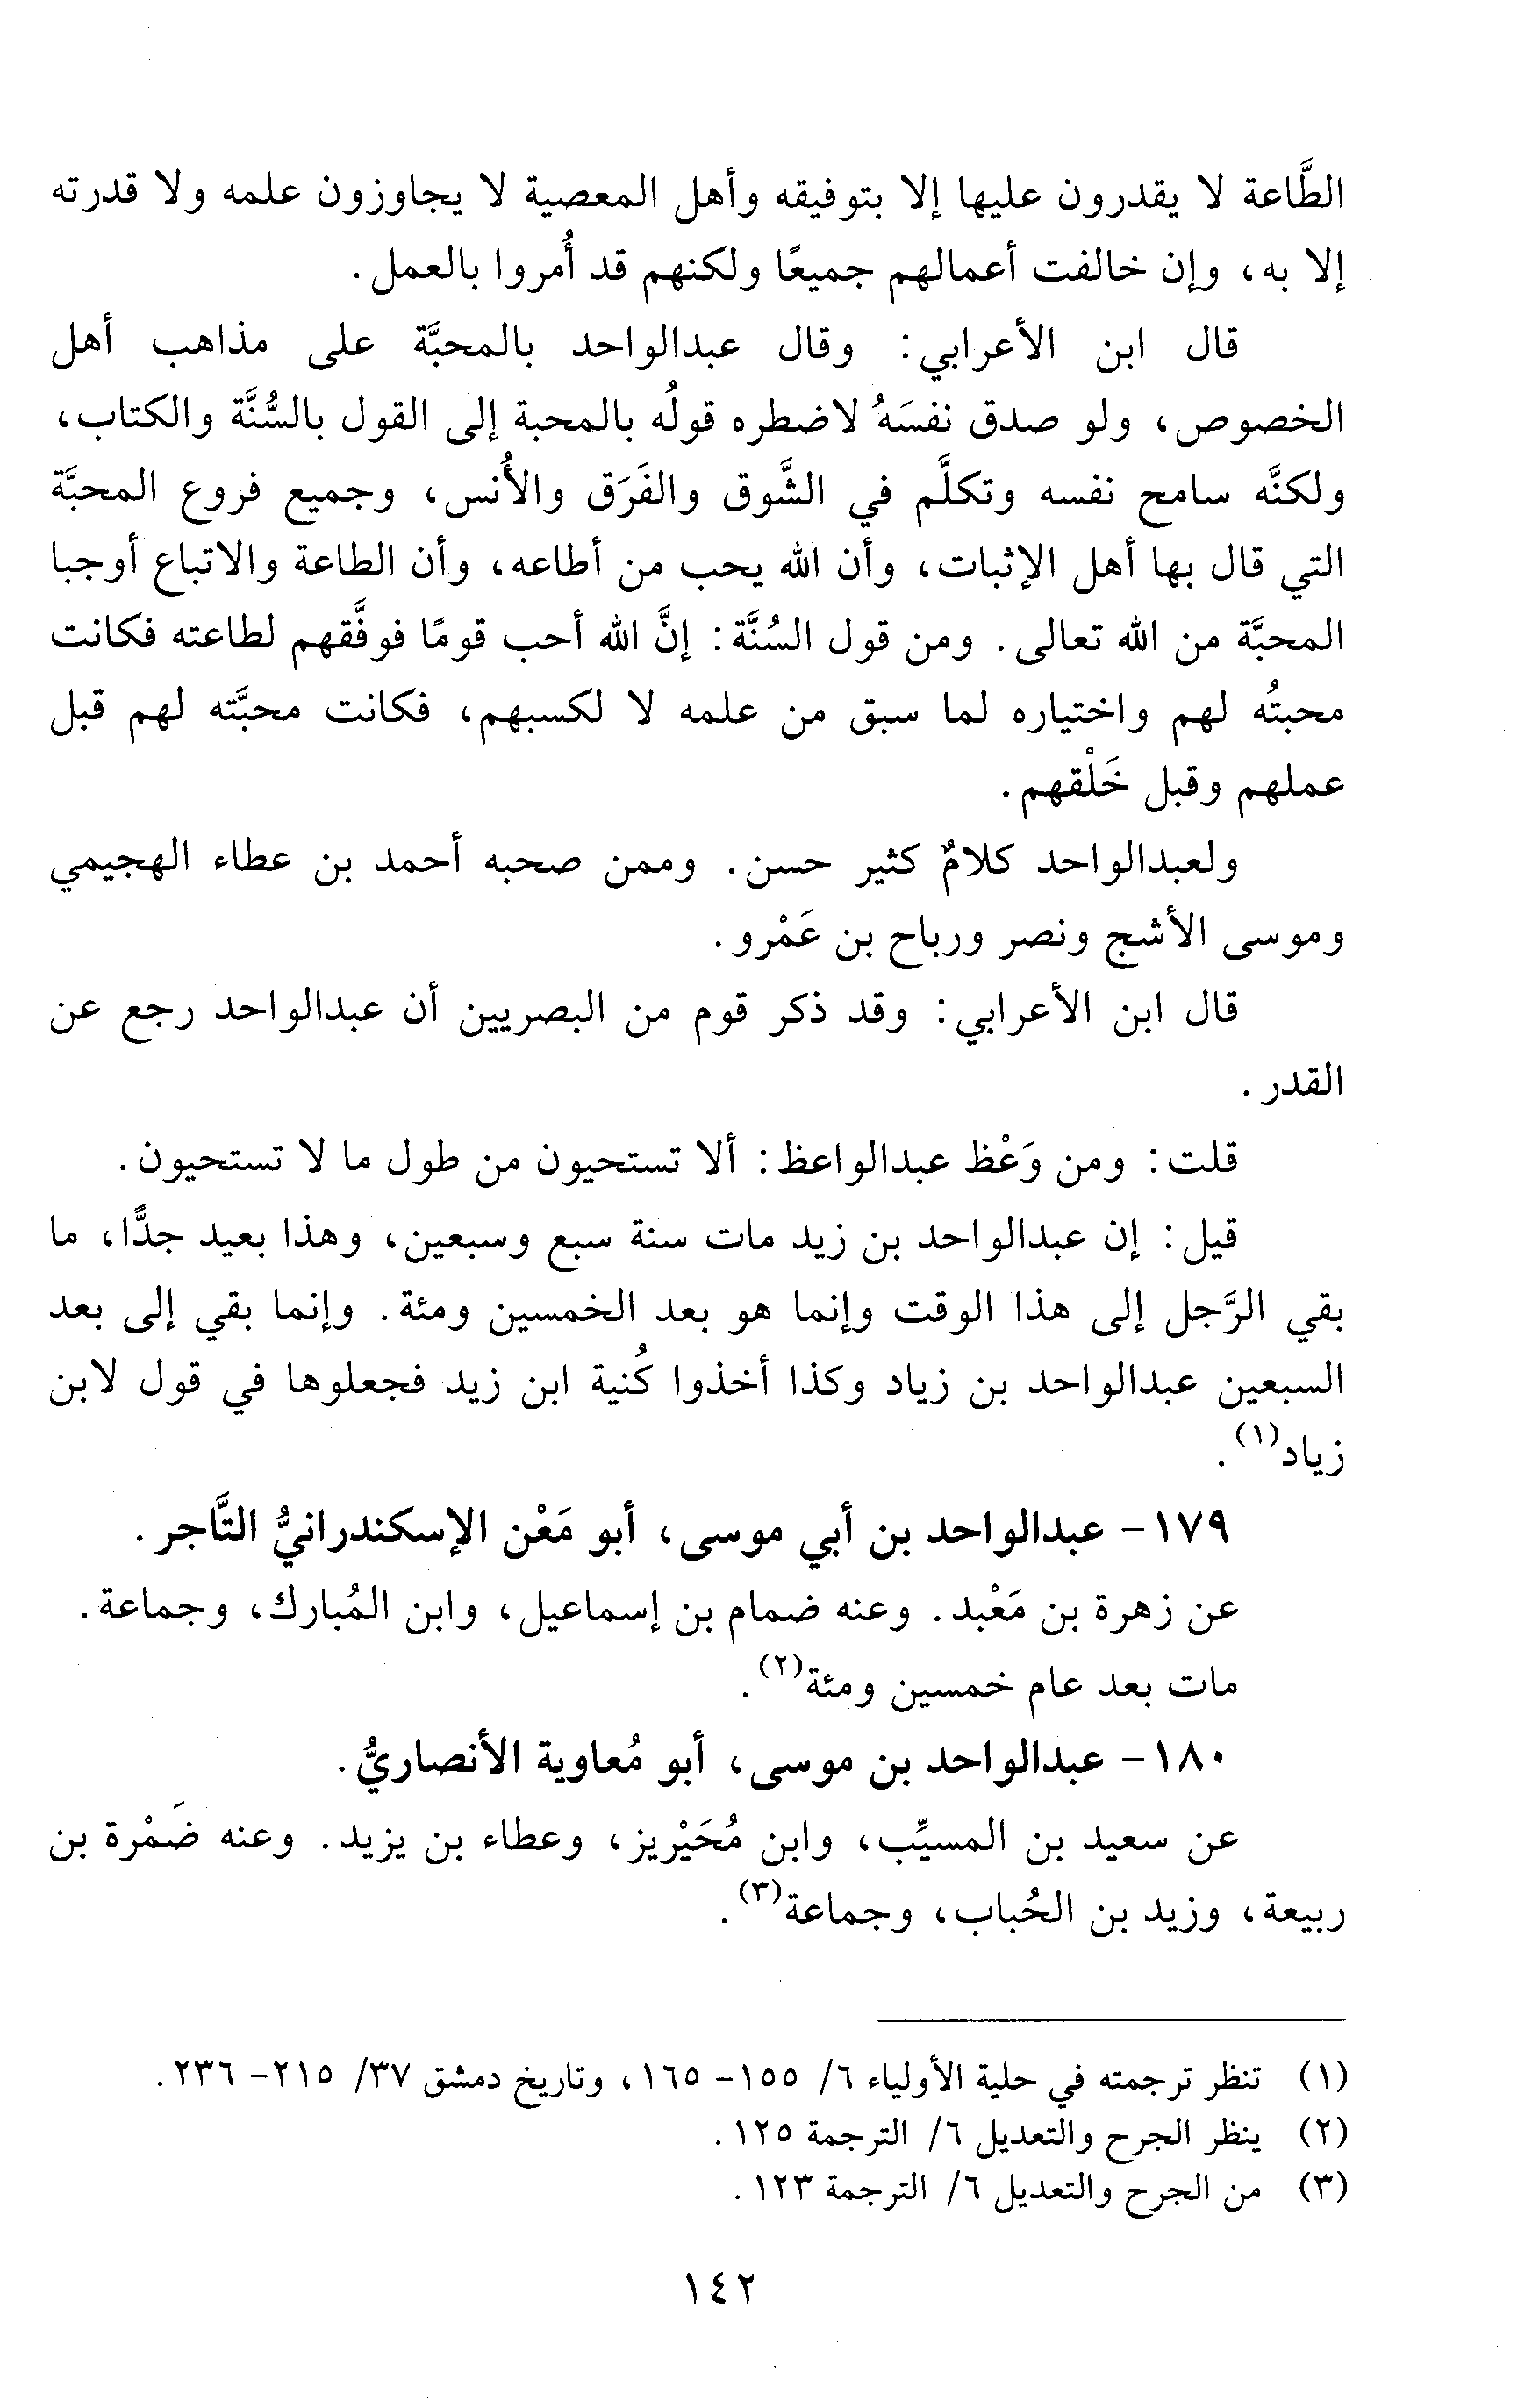 الطَّاعة لا يقدرون عليها إلا بتوفيقه وأهل المعصية لا يجاوزون علمه ولا قدرته
إلا به، وإن خالفت أعمالهم جميعًا ولكنهم قد أُمروا بالعمل.
قال ابن الأعرابي: وقال عبدالواحد بالمحبَّة على مذاهب أهل
الخصوص، ولو صدق نفسَهُ لاضطره قولُه بالمحبة إلى القول بالسُّنَّة والكتاب،
ولكنَّه سامح نفسه وتكلَّم في الشَّوق والفَرَق والأُنس، وجميع فروع المحبَّة
التي قال بها أهل الإثبات، وأن الله يحب من أطاعه، وأن الطاعة والاتباع أوجبا
المحبَّة من الله تعالى. ومن قول السُنَّة: إنَّ الله أحب قومًا فوفَّقهم لطاعته فكانت
محبتُه لهم واختياره لما سبق من علمه لا لكسبهم، فكانت محبَّته لهم قبل
عملهم وقبل خَلْقهم.
ولعبدالواحد كلامٌ كثير حسن. وممن صحبه أحمد بن عطاء الهجيمي
وموسى الأشج ونصر ورباح بن عَمْرو.
قال ابن الأعرابي: وقد ذكر قوم من البصريين أن عبدالواحد رجع عن
القدر.
قلت: ومن وَعْظ عبدالواعظ: ألا تستحيون من طول ما لا تستحيون.
قيل: إن عبدالواحد بن زيد مات سنة سبع وسبعين، وهذا بعيد جدًّا، ما
بقي الرَّجل إلى هذا الوقت وإنما هو بعد الخمسين ومئة. وإنما بقي إلى بعد
السبعين عبدالواحد بن زياد وكذا أخذوا كُنية ابن زيد فجعلوها في قول لابن
زياد(١).
١٧٩- عبدالواحد بن أبي موسى، أبو مَعْن الإسكندرانيُّ التَّاجر.
عن زهرة بن مَعْبد. وعنه ضمام بن إسماعيل، وابن المُبارك، وجماعة.
مات بعد عام خمسين ومئة(٢).
١٨٠- عبدالواحد بن موسى، أبو مُعاوية الأنصاريُّ.
عن سعيد بن المسيِّب، وابن مُحَيْريز، وعطاء بن يزيد. وعنه ضَمْرة بن
ربيعة، وزيد بن الحُباب، وجماعة(٣).
(١) تنظر ترجمته في حلية الأولياء ٦/ ١٥٥- ١٦٥، وتاريخ دمشق ٣٧/ ٢١٥- ٢٣٦.
(٢) ينظر الجرح والتعديل ٦/ الترجمة ١٢٥.
(٣) من الجرح والتعديل ٦/ الترجمة ١٢٣.
١٤٢